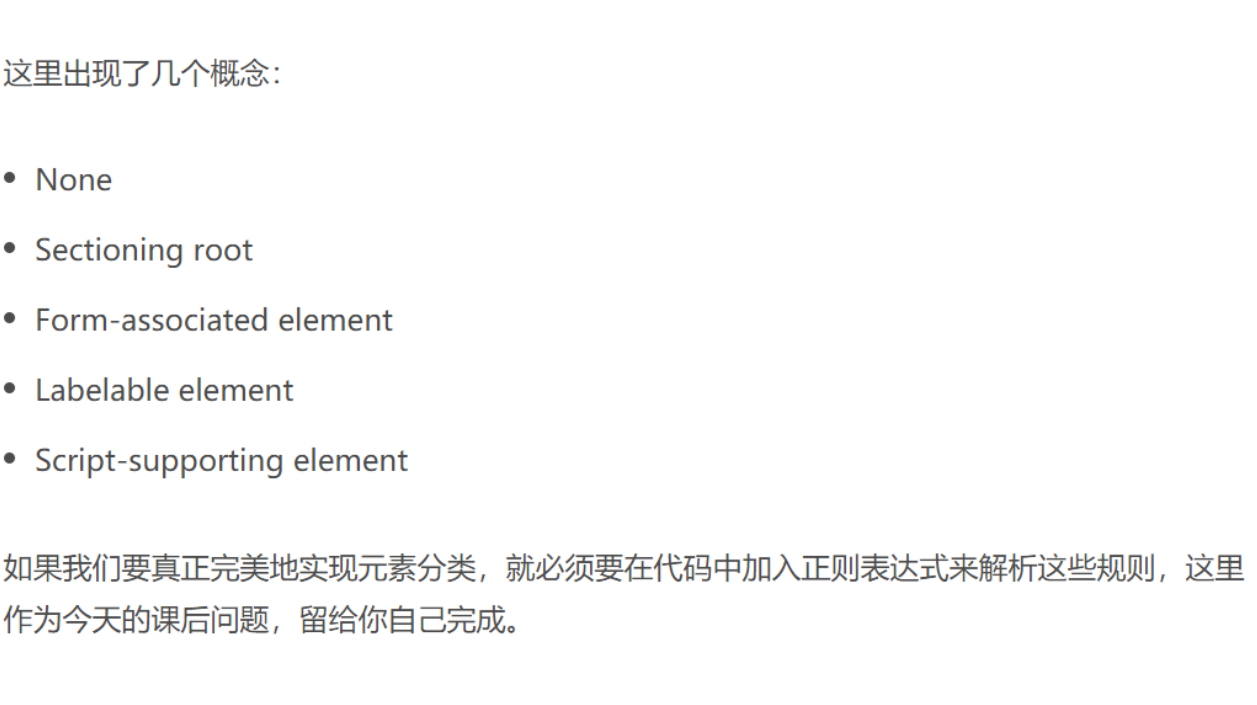 这里出现了几个概念：
• None
• Sectioning root
• Form-associated element
• Labelable element
• Script-supporting element
如果我们要真正完美地实现元素分类，就必须要在代码中加入正则表达式来解析这些规则，这里
作为今天的课后问题，留给你自己完成。